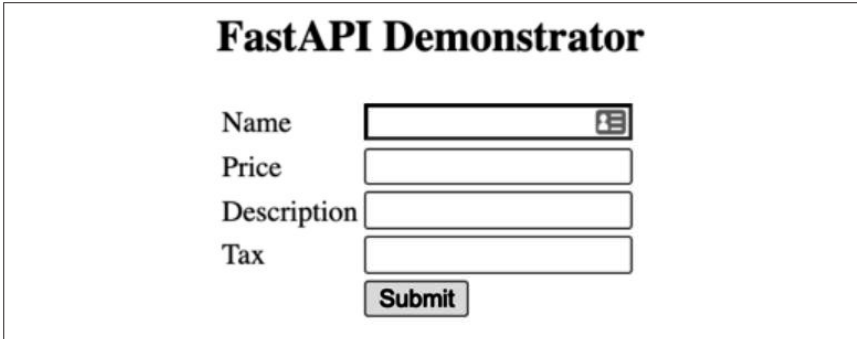 FastAPI Demonstrator
Name
Price
Description
Tax
Submit